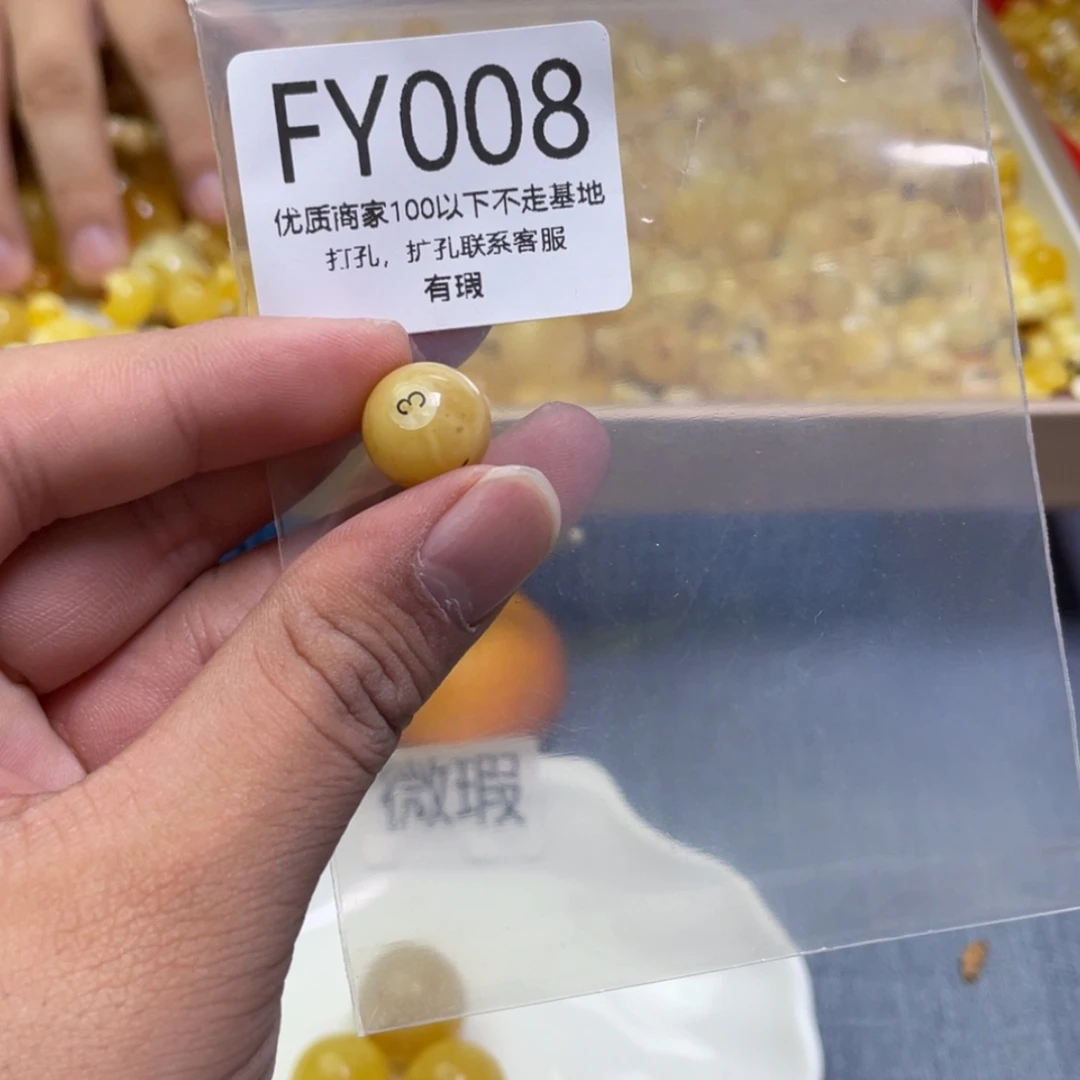 FY008
优质商家100以下不走基地
打孔，扩孔联系客服
有瑕
3
微瑕